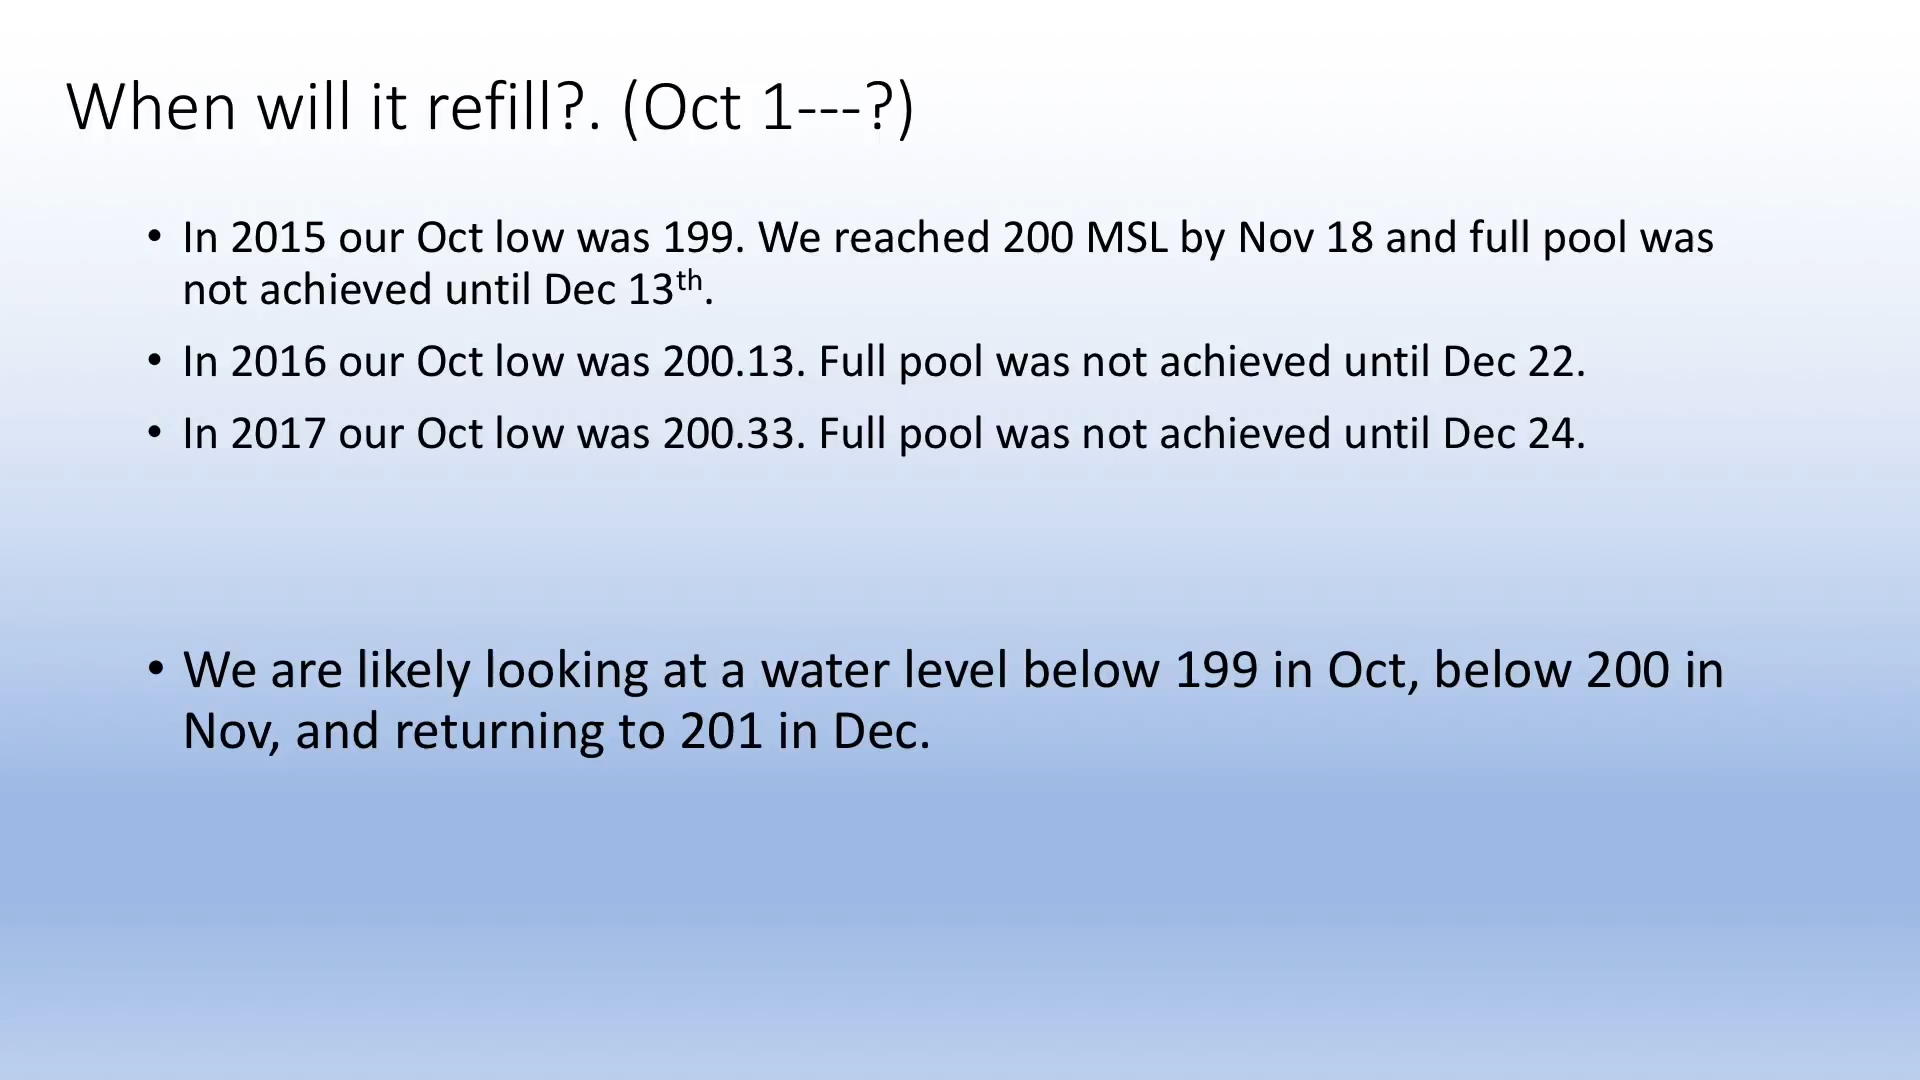 When will it refill?. (Oct 1---?)
• In 2015 our Oct low was 199. We reached 200 MSL by Nov 18 and full pool was
not achieved until Dec 13th.
• In 2016 our Oct low was 200.13. Full pool was not achieved until Dec 22.
• In 2017 our Oct low was 200.33. Full pool was not achieved until Dec 24.
• We are likely looking at a water level below 199 in Oct, below 200 in
Nov, and returning to 201 in Dec.